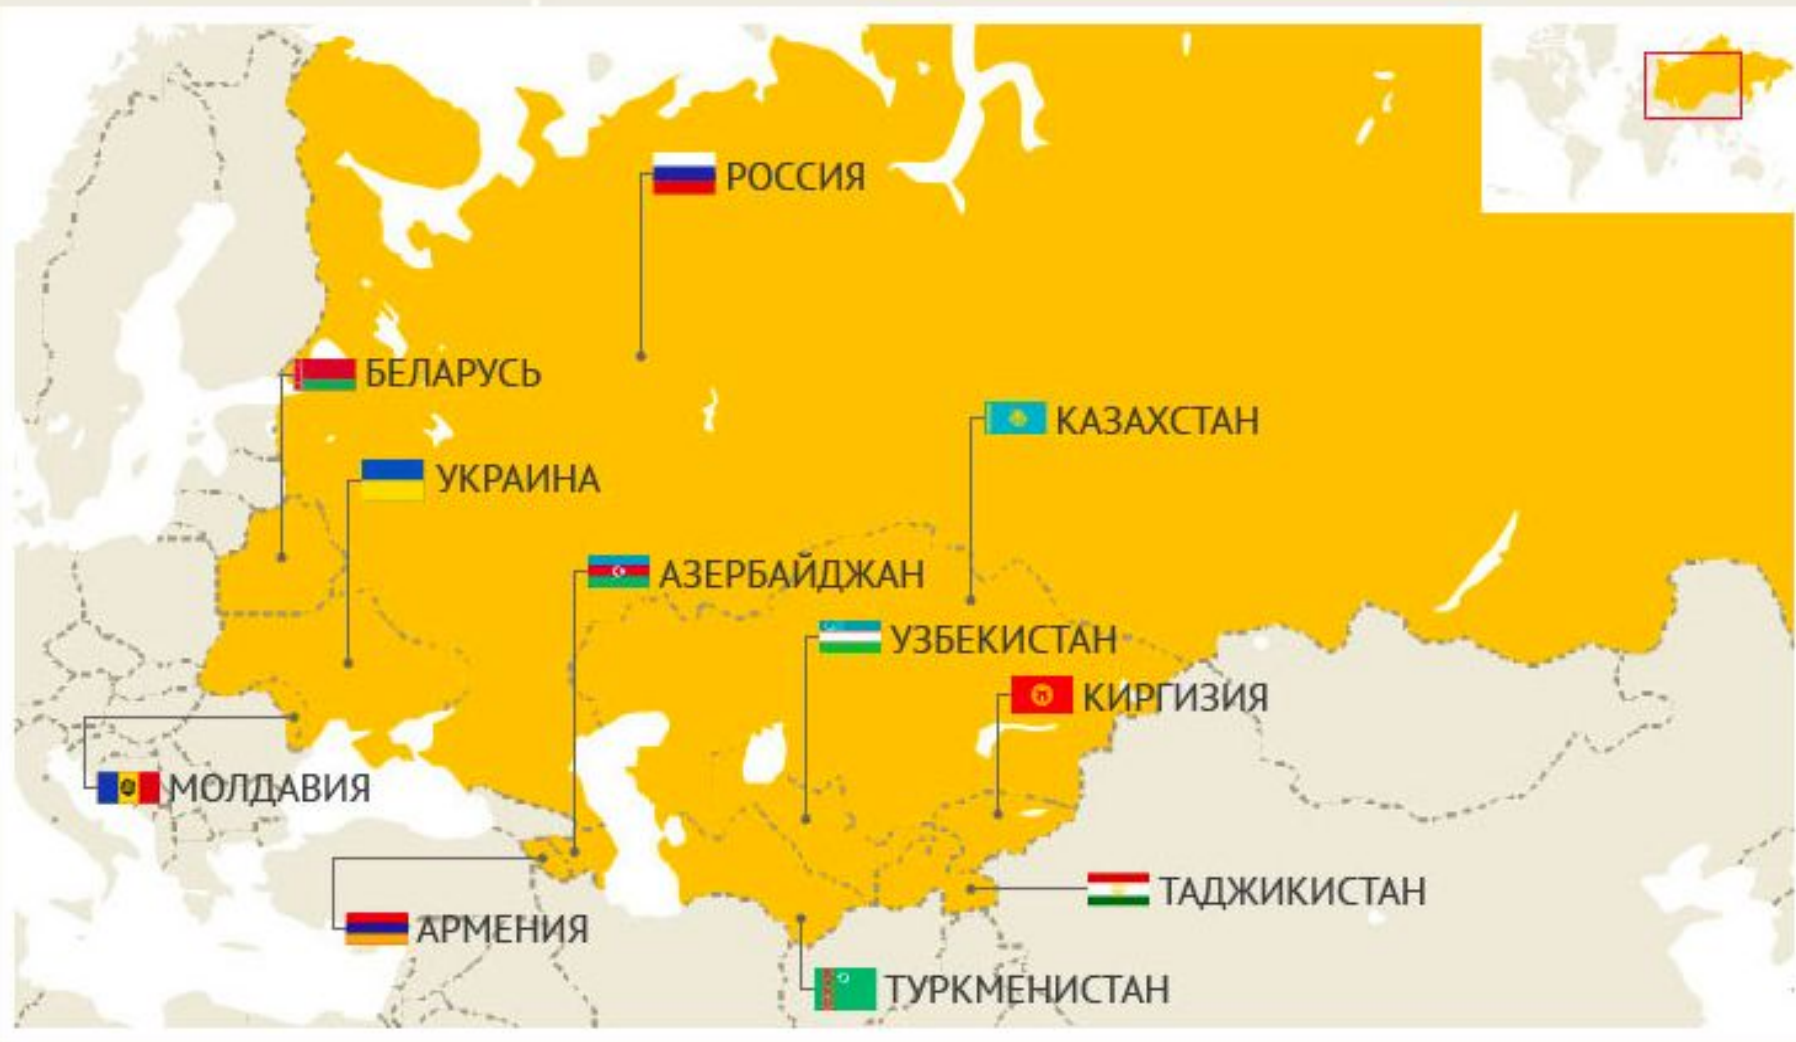 РОССИЯ
БЕЛАРУСЬ
КАЗАХСТАН
УКРАИНА
АЗЕРБАЙДЖАН
УЗБЕКИСТАН
КИРГИЗИЯ
МОЛДАВИЯ
ТАДЖИКИСТАН
АРМЕНИЯ
ТУРКМЕНИСТАН